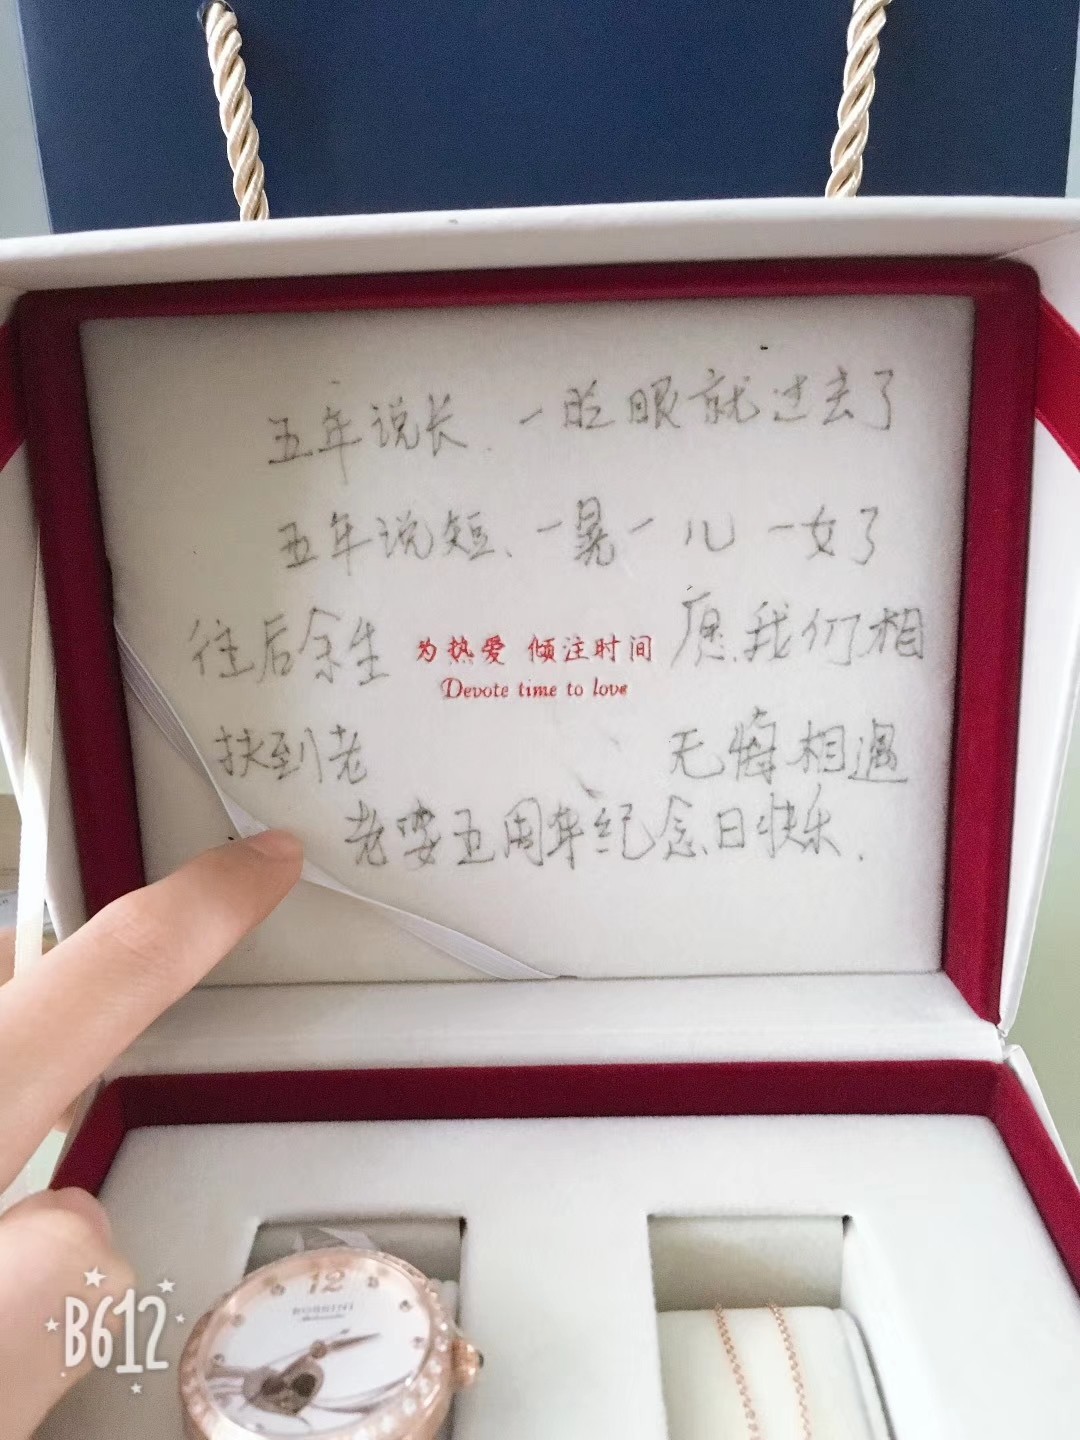 五年说长、一眨眼就过去了
五年说短、一晃一儿一女了
往后余生 为热爱 倾注时间 愿我们相
Devote time to love
扶到老 无悔相遇
老婆五周年纪念日快乐.
12
ROSSINI
B612